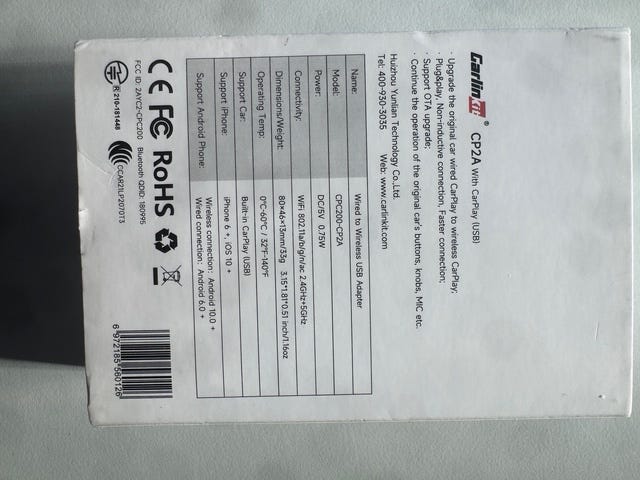 CarlinKit® CP2A With CarPlay (USB)
· Upgrade the original car wired CarPlay to wireless CarPlay;
· Plug&play, Non-inductive connection, Faster connection;
· Support OTA upgrade;
· Continue the operation of the original car's buttons, knobs, MIC etc.
Huizhou Yunlian Technology Co.,Ltd.
Tel: 400-930-3035 Web: www.carlinkit.com
Name: Wired to Wireless USB Adapter
Model: CPC200-CP2A
Power: DC/5V 0.75W
Connectivity: WiFi 802.11a/b/g/n/ac 2.4GHz+5GHz
Dimensions/Weight: 80×46×13mm/33g 3.15*1.81*0.51 inch/1.16oz
Operating Temp: 0℃-60℃ / 32℉-140℉
Support Car: Built-in CarPlay (USB)
Support iPhone: iPhone 6 +, iOS 10 +
Support Android Phone: Wireless connection: Android 10.0 +
Wired connection: Android 6.0 +
CE FC RoHS
FCC ID: 2AYC2-CPC200 Bluetooth QDID: 180995
R 210-181448
CCAR21LP2070T3
6 972185 560126